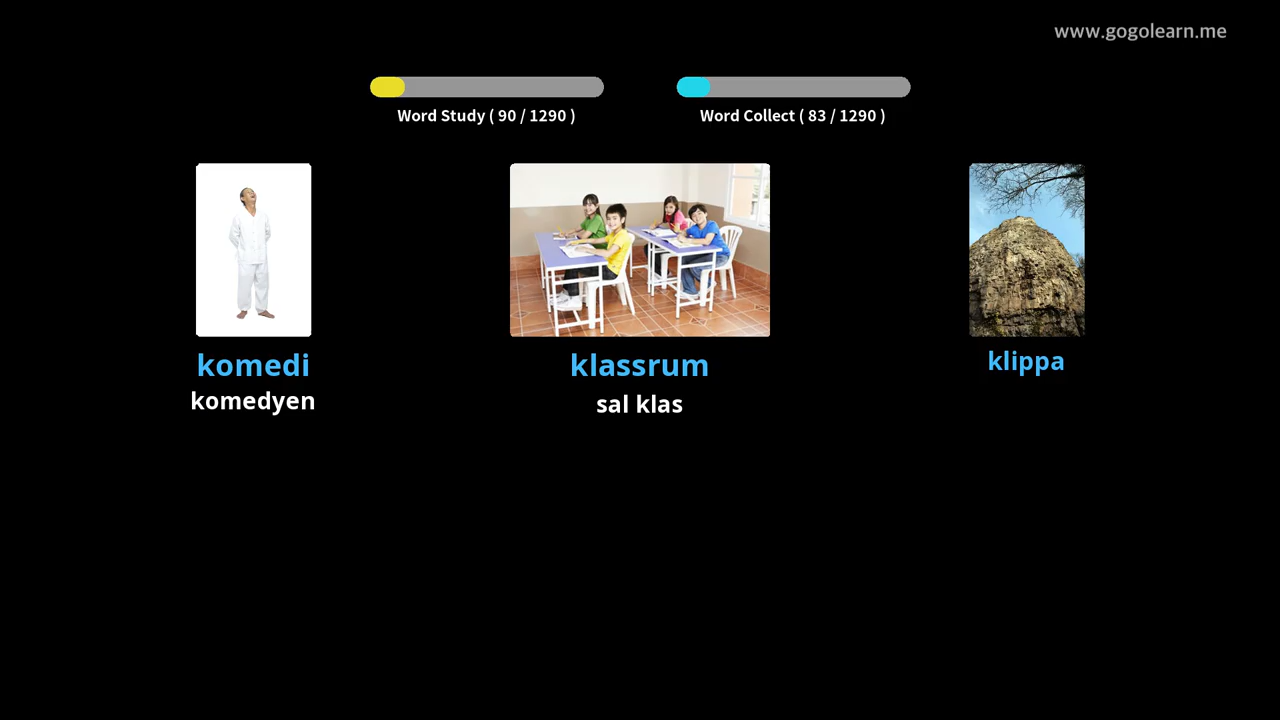 www.gogolearn.me
Word Study ( 90 / 1290 )
Word Collect ( 83 / 1290 )
komedi
komedyen
klassrum
sal klas
klippa